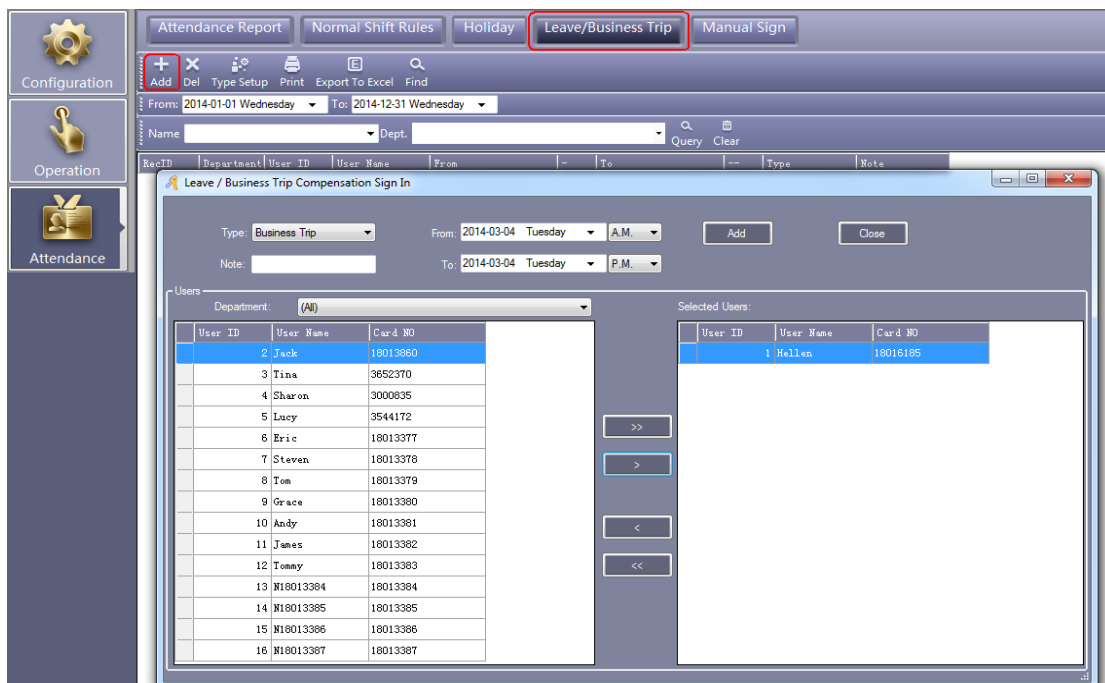 Attendance Report Normal Shift Rules Holiday Leave/Business Trip Manual Sign
Configuration
Add Del Type Setup Print Export To Excel Find
From: 2014-01-01 Wednesday To: 2014-12-31 Wednesday
Name Dept. Query Clear
Operation
RecID Department User ID User Name From - To -- Type Note
Leave / Business Trip Compensation Sign In
Attendance
Type: Business Trip From: 2014-03-04 Tuesday A.M. Add Close
Note: To: 2014-03-04 Tuesday P.M.
Users
Department: (All) Selected Users:
User ID User Name Card NO User ID User Name Card NO
2 Jack 18013860 1 Hellen 18016185
3 Tina 3652370
4 Sharon 3000835
5 Lucy 3544172
6 Eric 18013377
>>
7 Steven 18013378
>
8 Tom 18013379
9 Grace 18013380
10 Andy 18013381
<
11 James 18013382
12 Tommy 18013383
<<
13 N18013384 18013384
14 N18013385 18013385
15 N18013386 18013386
16 N18013387 18013387